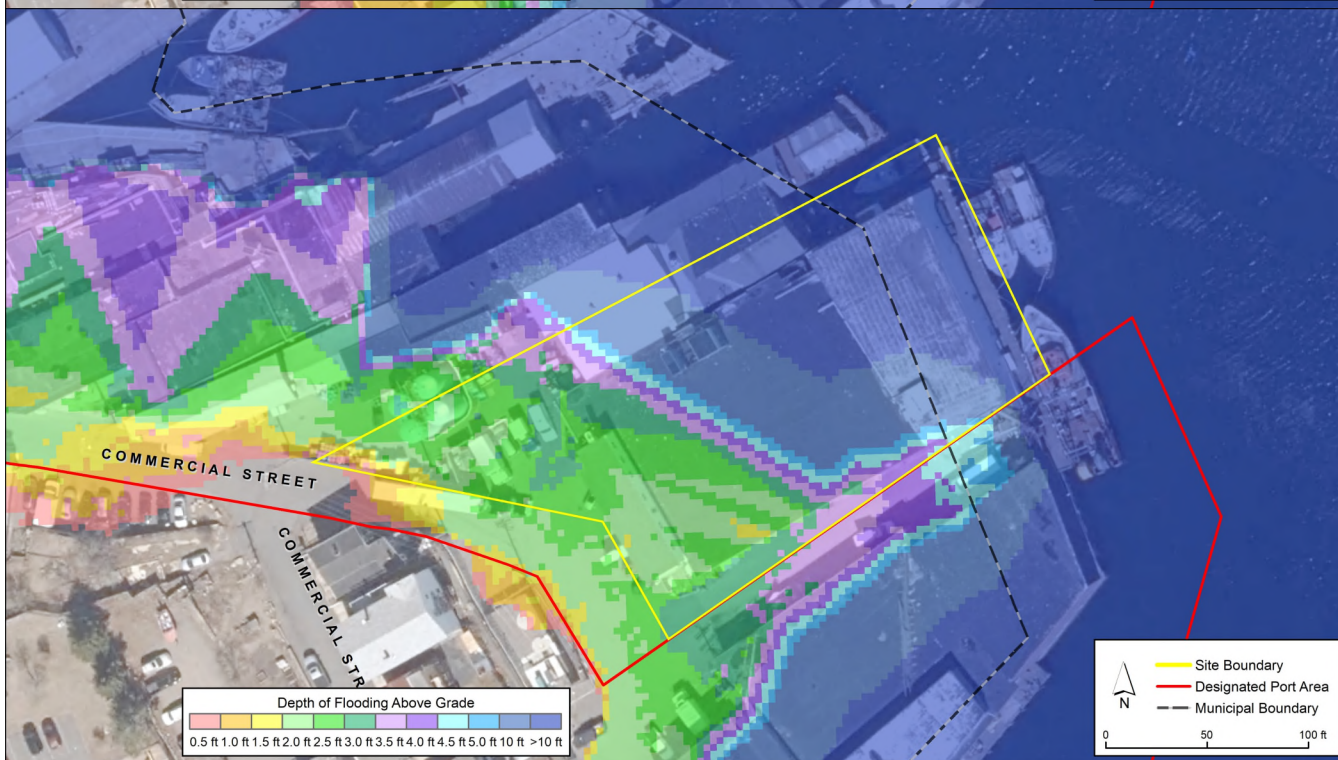 COMMERCIAL STREET
COMMERCIAL STR
Depth of Flooding Above Grade
0.5 ft 1.0 ft 1.5 ft 2.0 ft 2.5 ft 3.0 ft 3.5 ft 4.0 ft 4.5 ft 5.0 ft 10 ft >10 ft
N
Site Boundary
Designated Port Area
Municipal Boundary
0 50 100 ft